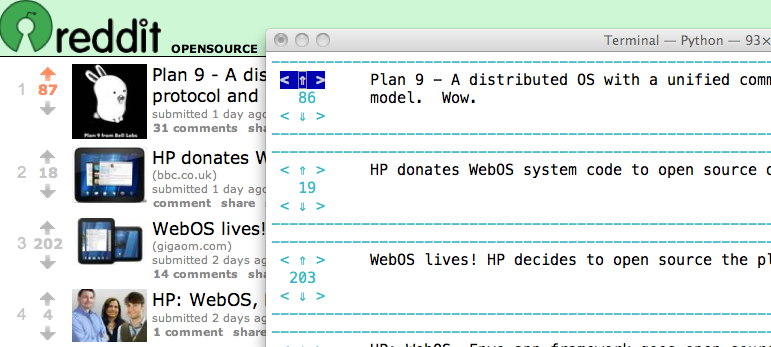 reddit OPENSOURCE
1
87
Plan 9 - A dis
protocol and
submitted 1 day ago
31 comments sha
Plan 9 from Bell Labs
2
18
HP donates W
(bbc.co.uk)
submitted 1 day ago
comment share
3
202
WebOS lives!
(gigaom.com)
submitted 2 days ago
14 comments sha
4
4
HP: WebOS,
submitted 2 days ago
1 comment share
Terminal — Python — 93×
< ⇑ >
Plan 9 - A distributed OS with a unified comm
86
model. Wow.
< ⇓ >
< ⇑ >
HP donates WebOS system code to open source
19
< ⇓ >
< ⇑ >
WebOS lives! HP decides to open source the pl
203
< ⇓ >